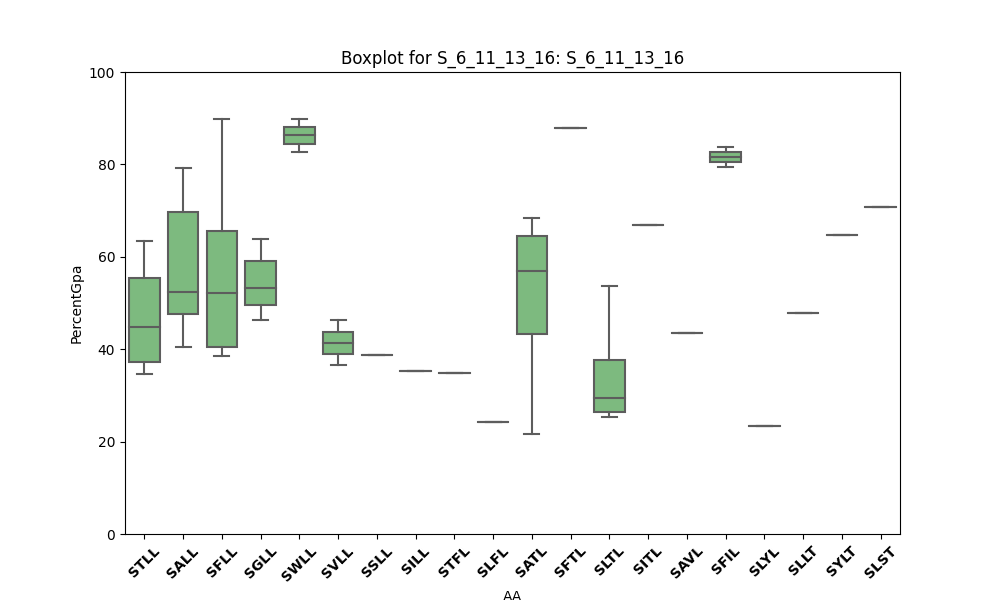 Boxplot for S_6_11_13_16: S_6_11_13_16
100
80
60
40
20
0
PercentGpa
STLL
SALL
SFLL
SGLL
SWLL
SVLL
SSLL
SILL
STFL
SLFL
SATL
SFTL
SLTL
SITL
SAVL
SFIL
SLYL
SLLT
SYLT
SLST
AA